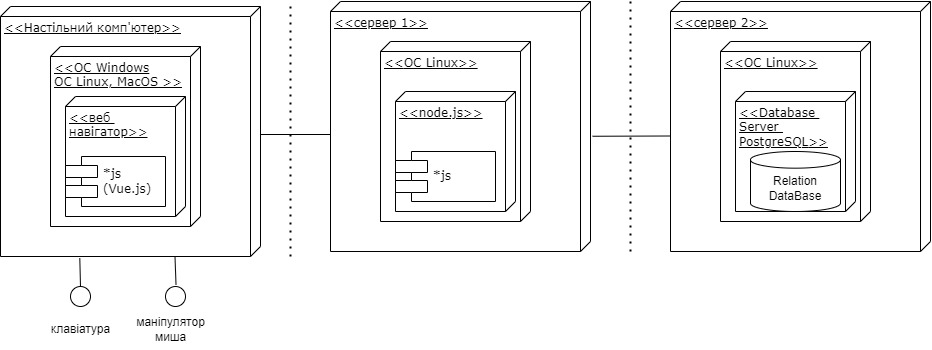 <<Настільний комп'ютер>>
<<ОС Windows
ОС Linux, MacOS >>
<<веб
навігатор>>
*js
(Vue.js)
клавіатура
маніпулятор
миша
<<сервер 1>>
<<ОС Linux>>
<<node.js>>
*js
<<сервер 2>>
<<ОС Linux>>
<<Database
Server
PostgreSQL>>
Relation
DataBase